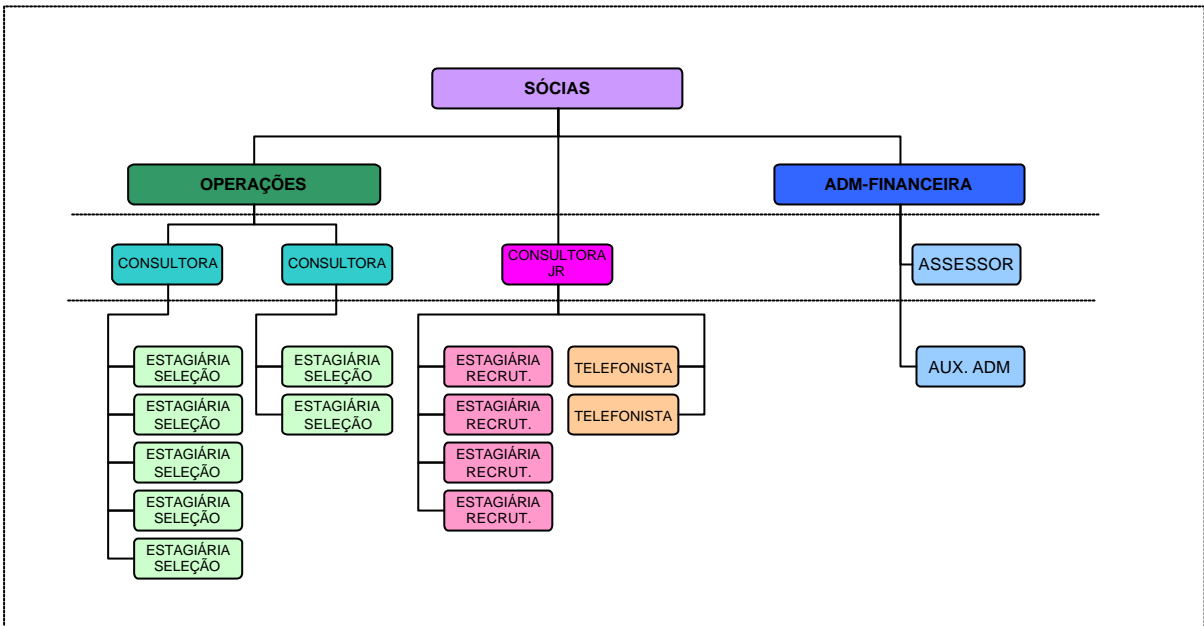 SÓCIAS
OPERAÇÕES
ADM-FINANCEIRA
CONSULTORA
CONSULTORA
CONSULTORA
JR
ASSESSOR
ESTAGIÁRIA
SELEÇÃO
ESTAGIÁRIA
SELEÇÃO
ESTAGIÁRIA
RECRUT.
TELEFONISTA
AUX. ADM
ESTAGIÁRIA
SELEÇÃO
ESTAGIÁRIA
SELEÇÃO
ESTAGIÁRIA
RECRUT.
TELEFONISTA
ESTAGIÁRIA
SELEÇÃO
ESTAGIÁRIA
RECRUT.
ESTAGIÁRIA
SELEÇÃO
ESTAGIÁRIA
RECRUT.
ESTAGIÁRIA
SELEÇÃO